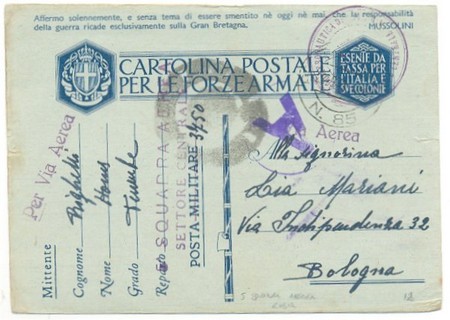 Affermo solennemente, e senza tema di essere smentito nè oggi nè mai, che la responsabilità
della guerra ricade esclusivamente sulla Gran Bretagna.
MUSSOLINI
CARTOLINA POSTALE
PER LE FORZE ARMATE
ESENTE DA
TASSA PER
L'ITALIA E
SUE COLONIE
N. 85
Aerea
Per Via Aerea
Mittente
Cognome
Nome
Grado
Reparto
5 SQUADRA AEREA
SETTORE CENTRALE
POSTA MILITARE 3450
Alla Signorina
Lia Mariani
Via Indipendenza 32
Bologna